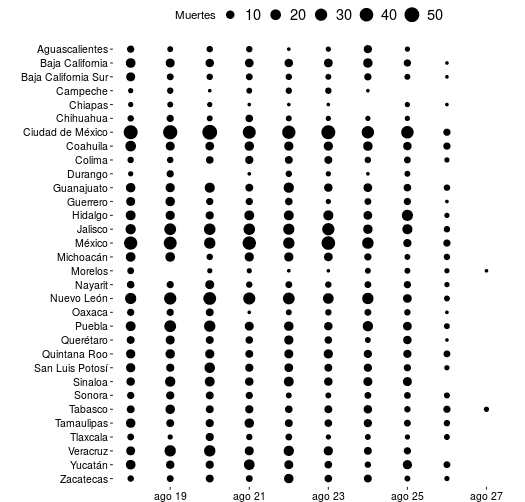 Muertes 10 20 30 40 50
Aguascalientes
Baja California
Baja California Sur
Campeche
Chiapas
Chihuahua
Ciudad de México
Coahuila
Colima
Durango
Guanajuato
Guerrero
Hidalgo
Jalisco
México
Michoacán
Morelos
Nayarit
Nuevo León
Oaxaca
Puebla
Querétaro
Quintana Roo
San Luis Potosí
Sinaloa
Sonora
Tabasco
Tamaulipas
Tlaxcala
Veracruz
Yucatán
Zacatecas
ago 19 ago 21 ago 23 ago 25 ago 27